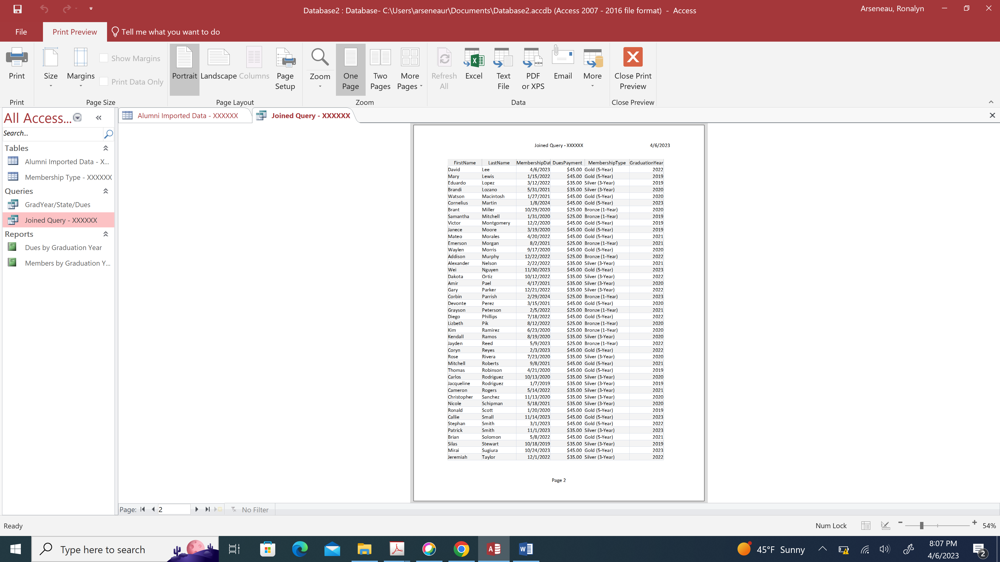 Database2 : Database- C:\Users\arseneaur\Documents\Database2.accdb (Access 2007 - 2016 file format) - Access
Arseneau, Ronalyn
File
Print Preview
Tell me what you want to do
Print
Size
Margins
Show Margins
Print Data Only
Portrait
Landscape
Columns
Page Setup
Zoom
One Page
Two Pages
More Pages
Refresh All
Excel
Text File
PDF or XPS
Email
More
Close Print Preview
Print
Page Size
Page Layout
Zoom
Data
Close Preview
All Access...
Search...
Tables
Alumni Imported Data - X...
Membership Type - XXXXXX
Queries
GradYear/State/Dues
Joined Query - XXXXXX
Reports
Dues by Graduation Year
Members by Graduation Y...
Alumni Imported Data - XXXXXX
Joined Query - XXXXXX
Joined Query - XXXXXX 4/6/2023
FirstName LastName MembershipDat DuesPayment MembershipType GraduationYear
David Lee 4/6/2023 $45.00 Gold (5-Year) 2022
Mary Lewis 1/15/2022 $45.00 Gold (5-Year) 2019
Eduardo Lopez 3/12/2022 $35.00 Silver (3-Year) 2019
Brandi Lozano 5/31/2021 $35.00 Silver (3-Year) 2020
Watson Macintosh 1/27/2021 $45.00 Gold (5-Year) 2020
Cornelius Martin 1/8/2024 $45.00 Gold (5-Year) 2023
Brant Miller 10/29/2020 $25.00 Bronze (1-Year) 2020
Samantha Mitchell 1/31/2020 $25.00 Bronze (1-Year) 2019
Victor Montgomery 12/2/2020 $45.00 Gold (5-Year) 2019
Janece Moore 3/19/2020 $45.00 Gold (5-Year) 2019
Mateo Morales 4/20/2022 $45.00 Gold (5-Year) 2021
Emerson Morgan 8/2/2021 $25.00 Bronze (1-Year) 2021
Waylen Morris 9/17/2020 $45.00 Gold (5-Year) 2020
Addison Murphy 12/22/2022 $25.00 Bronze (1-Year) 2022
Alexander Nelson 2/22/2022 $35.00 Silver (3-Year) 2021
Wei Nguyen 11/30/2023 $45.00 Gold (5-Year) 2023
Dakota Ortiz 10/12/2022 $35.00 Silver (3-Year) 2022
Amir Pael 4/17/2021 $35.00 Silver (3-Year) 2020
Gary Parker 12/21/2022 $35.00 Silver (3-Year) 2022
Corbin Parrish 2/29/2024 $25.00 Bronze (1-Year) 2023
Devonte Perez 3/15/2021 $45.00 Gold (5-Year) 2020
Grayson Peterson 2/5/2022 $25.00 Bronze (1-Year) 2021
Diego Phillips 7/18/2022 $45.00 Gold (5-Year) 2022
Lizbeth Pik 8/12/2022 $25.00 Bronze (1-Year) 2020
Kim Ramirez 6/23/2020 $25.00 Bronze (1-Year) 2020
Kendall Ramos 8/19/2020 $35.00 Silver (3-Year) 2020
Jayden Reed 5/9/2023 $25.00 Bronze (1-Year) 2022
Coryn Reyes 2/3/2023 $45.00 Gold (5-Year) 2022
Rose Rivera 7/23/2020 $35.00 Silver (3-Year) 2020
Mitchell Roberts 9/8/2021 $45.00 Gold (5-Year) 2021
Thomas Robinson 4/21/2020 $45.00 Gold (5-Year) 2019
Carlos Rodriguez 10/13/2020 $35.00 Silver (3-Year) 2020
Jacqueline Rodriguez 1/7/2019 $35.00 Silver (3-Year) 2019
Cameron Rogers 5/14/2022 $35.00 Silver (3-Year) 2021
Christopher Sanchez 11/13/2020 $35.00 Silver (3-Year) 2020
Nicole Schipman 5/18/2021 $35.00 Silver (3-Year) 2020
Ronald Scott 1/20/2020 $45.00 Gold (5-Year) 2019
Callie Small 11/14/2023 $45.00 Gold (5-Year) 2023
Stephan Smith 3/1/2023 $45.00 Gold (5-Year) 2022
Patrick Smith 11/1/2023 $35.00 Silver (3-Year) 2023
Brian Solomon 5/8/2022 $45.00 Gold (5-Year) 2021
Silas Stewart 10/18/2019 $35.00 Silver (3-Year) 2019
Mirai Sugiura 10/24/2023 $45.00 Gold (5-Year) 2023
Jeremiah Taylor 12/1/2022 $35.00 Silver (3-Year) 2022
Page 2
Page: 2 No Filter
Ready
Num Lock
54%
Type here to search
45°F Sunny
8:07 PM
4/6/2023
2